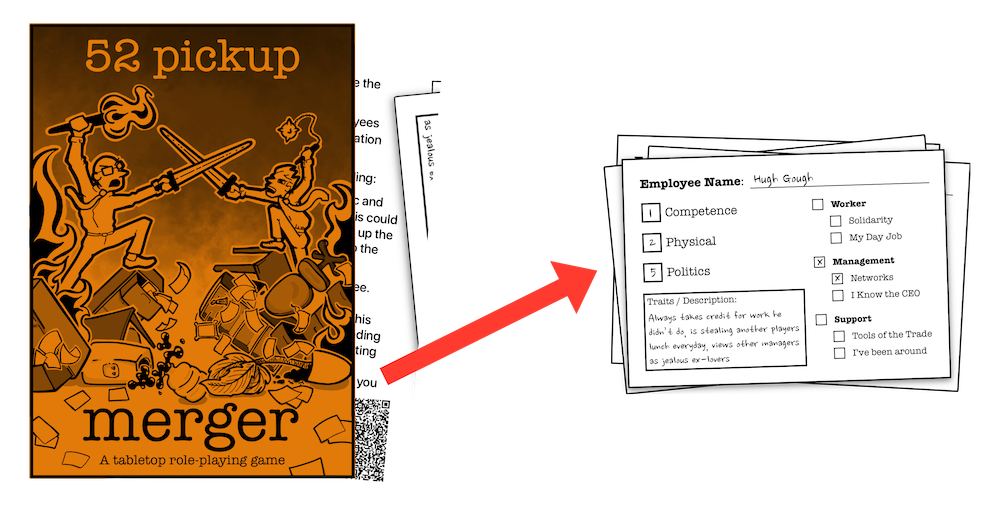 52 pickup
merger
A tabletop role-playing game
e the
yees
ation
ing:
c and
is could
up the
o the
ee.
his
ding
ting
you
as jealous ex
Employee Name: Hugh Gough
1 Competence
2 Physical
5 Politics
Traits / Description:
Always takes credit for work he
didn't do, is stealing another players
lunch everyday, views other managers
as jealous ex-lovers
Worker
Solidarity
My Day Job
X Management
X Networks
I Know the CEO
Support
Tools of the Trade
I've been around